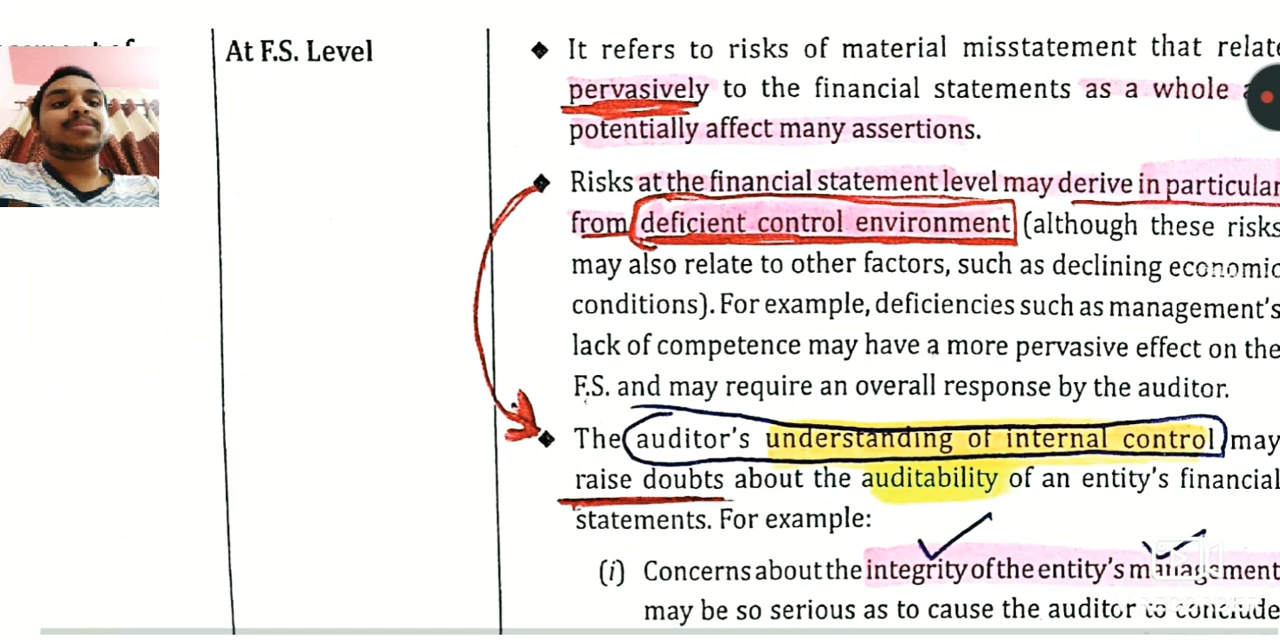 At F.S. Level
It refers to risks of material misstatement that relate
pervasively to the financial statements as a whole
potentially affect many assertions.
Risks at the financial statement level may derive in particular
from deficient control environment (although these risks
may also relate to other factors, such as declining economic
conditions). For example, deficiencies such as management's
lack of competence may have a more pervasive effect on the
F.S. and may require an overall response by the auditor.
The auditor's understanding of internal control may
raise doubts about the auditability of an entity's financial
statements. For example:
(i) Concerns about the integrity of the entity's management
may be so serious as to cause the auditor to conclude